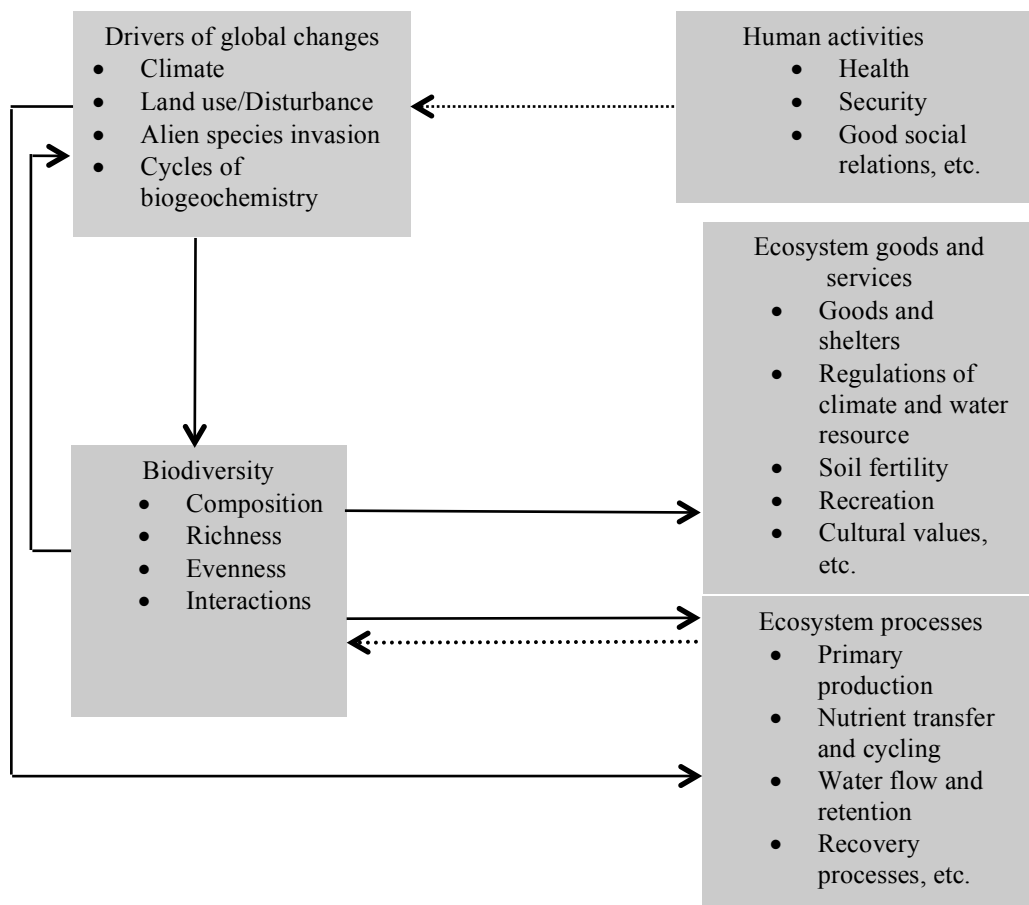 Drivers of global changes
• Climate
• Land use/Disturbance
• Alien species invasion
• Cycles of
biogeochemistry
Human activities
• Health
• Security
• Good social
relations, etc.
Ecosystem goods and
services
• Goods and
shelters
• Regulations of
climate and water
resource
• Soil fertility
• Recreation
• Cultural values,
etc.
Biodiversity
• Composition
• Richness
• Evenness
• Interactions
Ecosystem processes
• Primary
production
• Nutrient transfer
and cycling
• Water flow and
retention
• Recovery
processes, etc.